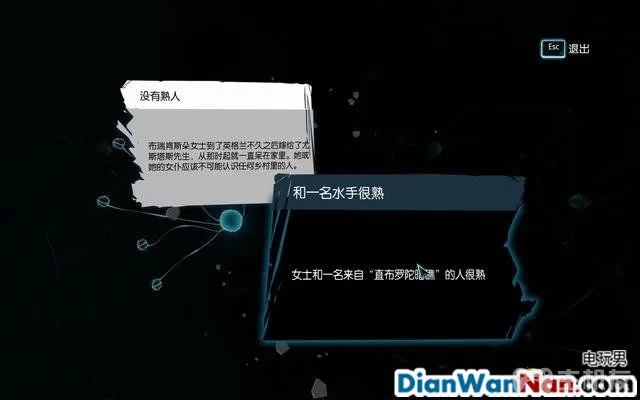 Esc 退出
没有熟人
布瑞肯斯朵女士到了英格兰不久之后嫁给了尤
斯塔斯先生，从那时起就一直呆在家里。她或
她的女仆应该不可能认识任何乡村里的人。
和一名水手很熟
女士和一名来自“直布罗陀 ”的人很熟
电玩男
DianWanNan.com